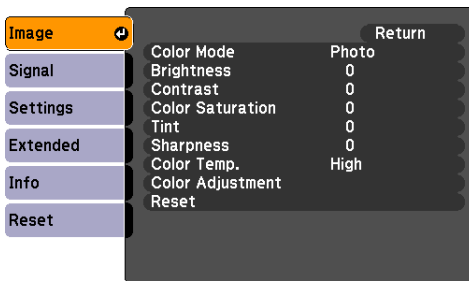 Image
Signal
Settings
Extended
Info
Reset
Return
Color Mode Photo
Brightness 0
Contrast 0
Color Saturation 0
Tint 0
Sharpness 0
Color Temp. High
Color Adjustment
Reset